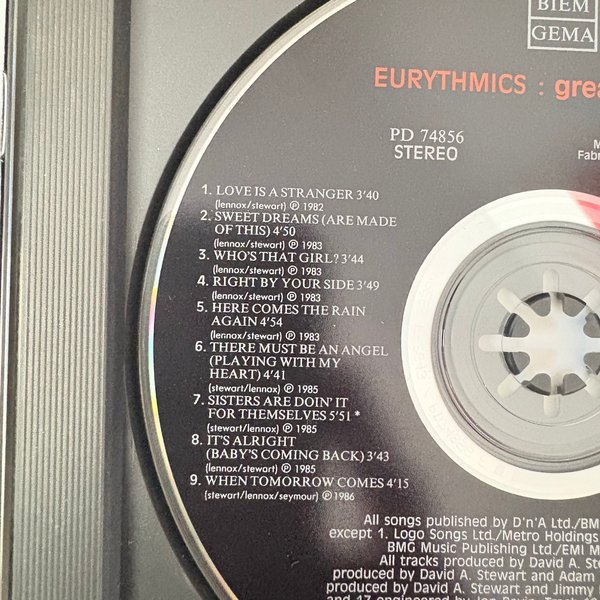 BIEM
GEMA
EURYTHMICS : grea
PD 74856
STEREO
M
Fabr
1. LOVE IS A STRANGER 3'40
(lennox/stewart) ℗ 1982
2. SWEET DREAMS (ARE MADE
OF THIS) 4'50
(lennox/stewart) ℗ 1983
3. WHO'S THAT GIRL? 3'44
(lennox/stewart) ℗ 1983
4. RIGHT BY YOUR SIDE 3'49
(lennox/stewart) ℗ 1983
5. HERE COMES THE RAIN
AGAIN 4'54
(lennox/stewart) ℗ 1983
6. THERE MUST BE AN ANGEL
(PLAYING WITH MY
HEART) 4'41
(stewart/lennox) ℗ 1985
7. SISTERS ARE DOIN' IT
FOR THEMSELVES 5'51 *
(stewart/lennox) ℗ 1985
8. IT'S ALRIGHT
(BABY'S COMING BACK) 3'43
(lennox/stewart) ℗ 1985
9. WHEN TOMORROW COMES 4'15
(stewart/lennox/seymour) ℗ 1986
All songs published by D'n'A Ltd./BM
except 1. Logo Songs Ltd./Metro Holdings
BMG Music Publishing Ltd./EMI M
All tracks produced by David A. Ste
produced by David A. Stewart and Adam
produced by David A. Stewart and Jimmy